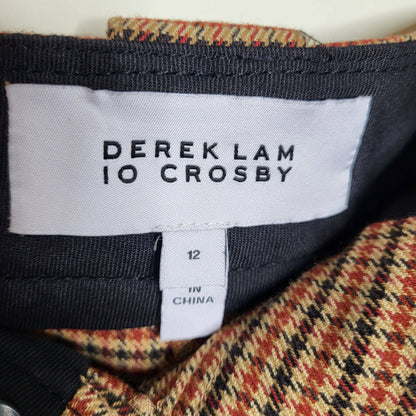 DEREK LAM
10 CROSBY
12
IN
CHINA